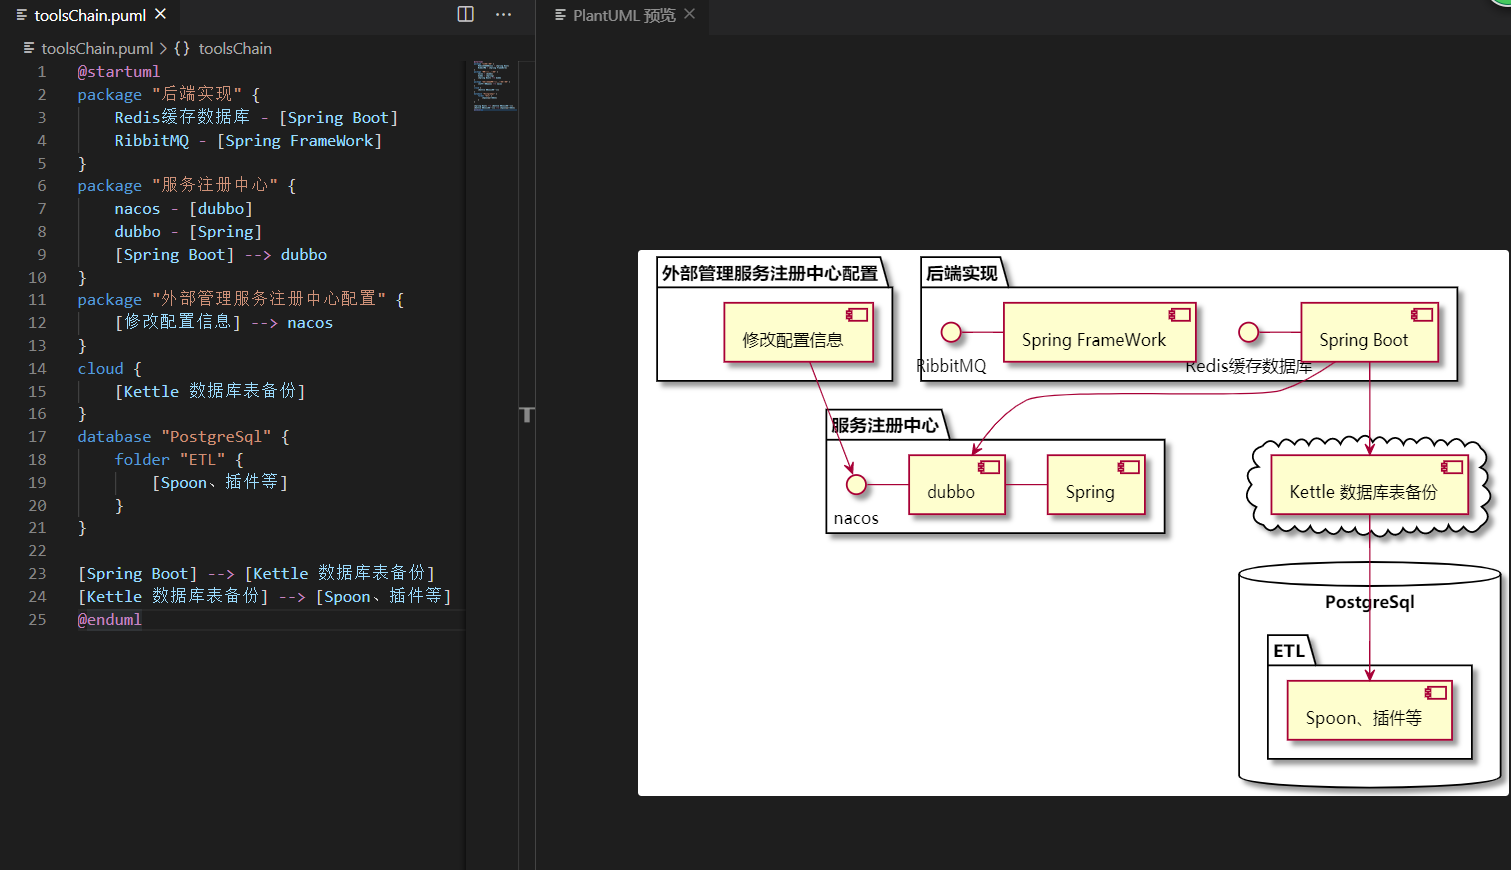 toolsChain.puml
PlantUML 预览
toolsChain.puml > {} toolsChain
1 @startuml
2 package "后端实现" {
3 Redis缓存数据库 - [Spring Boot]
4 RibbitMQ - [Spring FrameWork]
5 }
6 package "服务注册中心" {
7 nacos - [dubbo]
8 dubbo - [Spring]
9 [Spring Boot] --> dubbo
10 }
11 package "外部管理服务注册中心配置" {
12 [修改配置信息] --> nacos
13 }
14 cloud {
15 [Kettle 数据库表备份]
16 }
17 database "PostgreSql" {
18 folder "ETL" {
19 [Spoon、插件等]
20 }
21 }
22
23 [Spring Boot] --> [Kettle 数据库表备份]
24 [Kettle 数据库表备份] --> [Spoon、插件等]
25 @enduml
外部管理服务注册中心配置
后端实现
修改配置信息
Spring FrameWork
Spring Boot
RibbitMQ
Redis缓存数据库
服务注册中心
dubbo
Spring
nacos
Kettle 数据库表备份
PostgreSql
ETL
Spoon、插件等